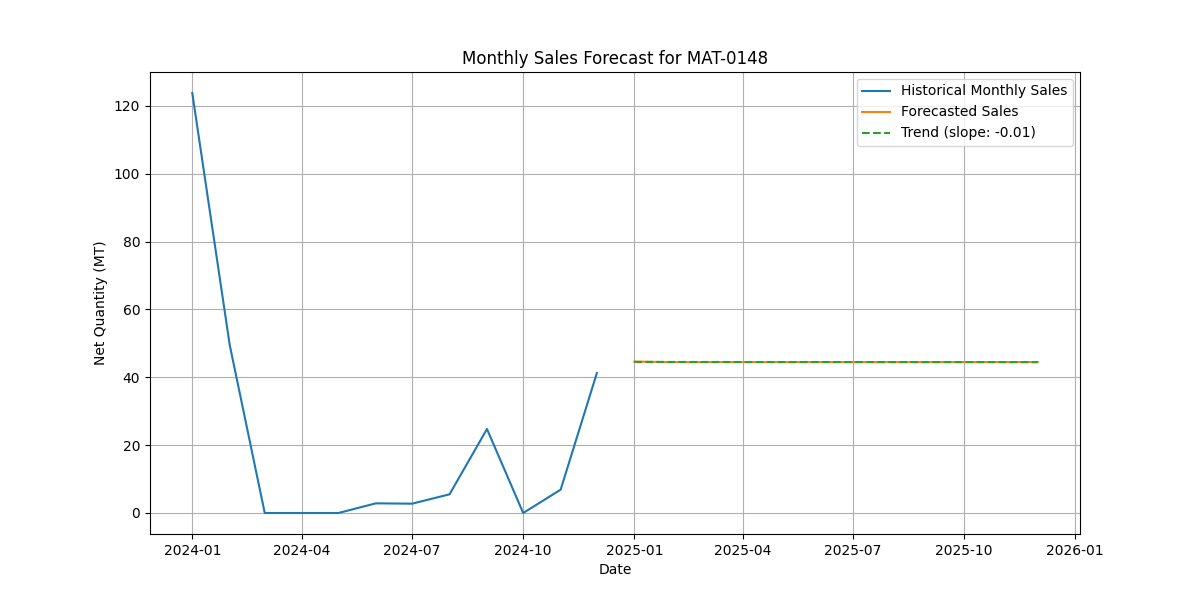 Monthly Sales Forecast for MAT-0148
Historical Monthly Sales
Forecasted Sales
Trend (slope: -0.01)
Net Quantity (MT)
120
100
80
60
40
20
0
2024-01 2024-04 2024-07 2024-10 2025-01 2025-04 2025-07 2025-10 2026-01
Date